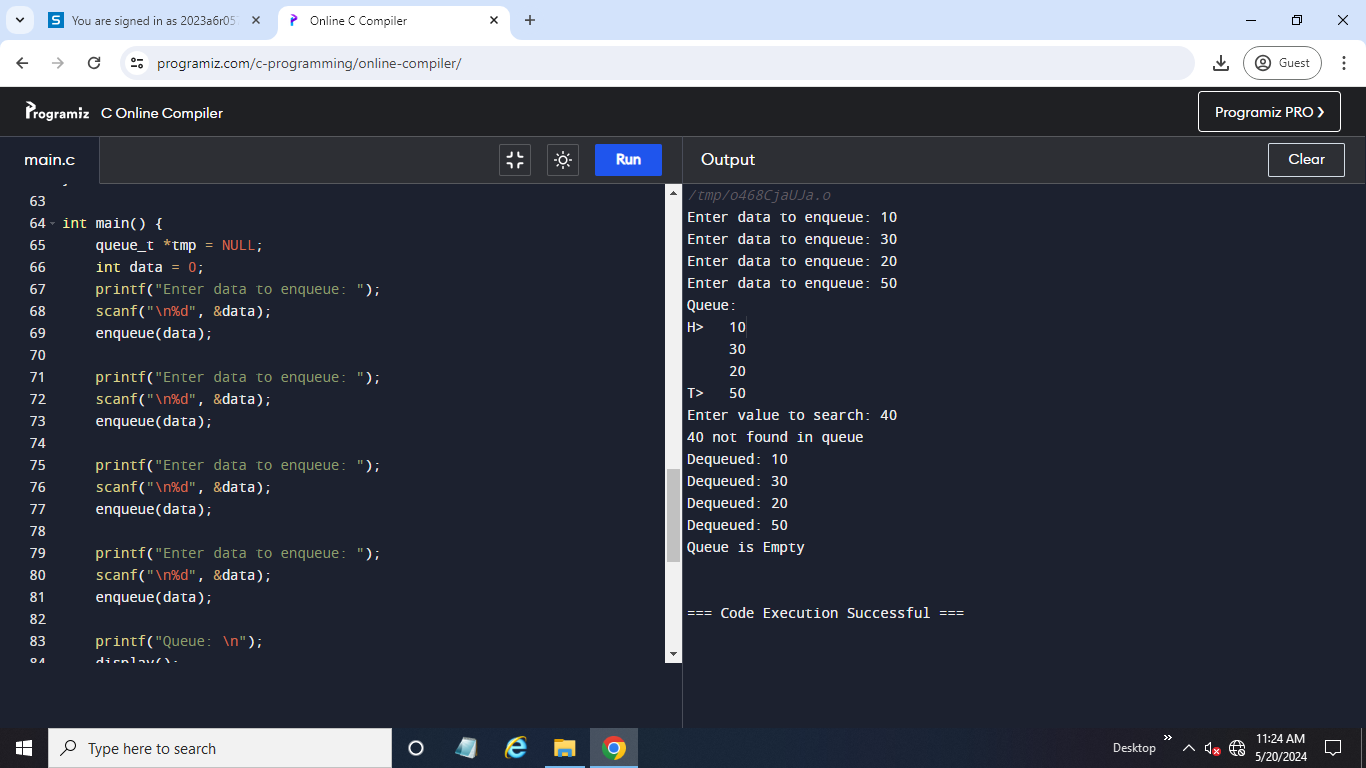 You are signed in as 2023a6r05
Online C Compiler
programiz.com/c-programming/online-compiler/
Guest
Programiz C Online Compiler
Programiz PRO ❯
main.c
Run
Output
Clear
63
64 int main() {
65 queue_t *tmp = NULL;
66 int data = 0;
67 printf("Enter data to enqueue: ");
68 scanf("\n%d", &data);
69 enqueue(data);
70
71 printf("Enter data to enqueue: ");
72 scanf("\n%d", &data);
73 enqueue(data);
74
75 printf("Enter data to enqueue: ");
76 scanf("\n%d", &data);
77 enqueue(data);
78
79 printf("Enter data to enqueue: ");
80 scanf("\n%d", &data);
81 enqueue(data);
82
83 printf("Queue: \n");
84 display();
/tmp/o468CjaUJa.o
Enter data to enqueue: 10
Enter data to enqueue: 30
Enter data to enqueue: 20
Enter data to enqueue: 50
Queue:
H> 10
30
20
T> 50
Enter value to search: 40
40 not found in queue
Dequeued: 10
Dequeued: 30
Dequeued: 20
Dequeued: 50
Queue is Empty
=== Code Execution Successful ===
Type here to search
Desktop
11:24 AM
5/20/2024